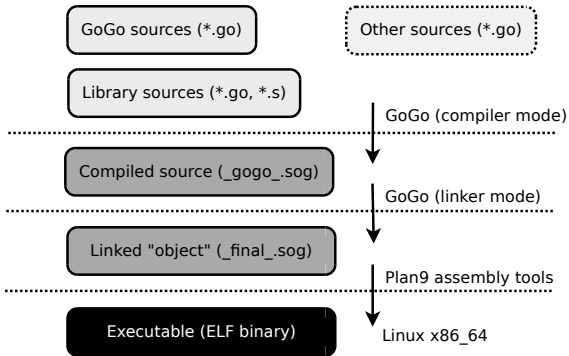 GoGo sources (*.go)
Other sources (*.go)
Library sources (*.go, *.s)
GoGo (compiler mode)
Compiled source (_gogo_.sog)
GoGo (linker mode)
Linked "object" (_final_.sog)
Plan9 assembly tools
Executable (ELF binary)
Linux x86_64